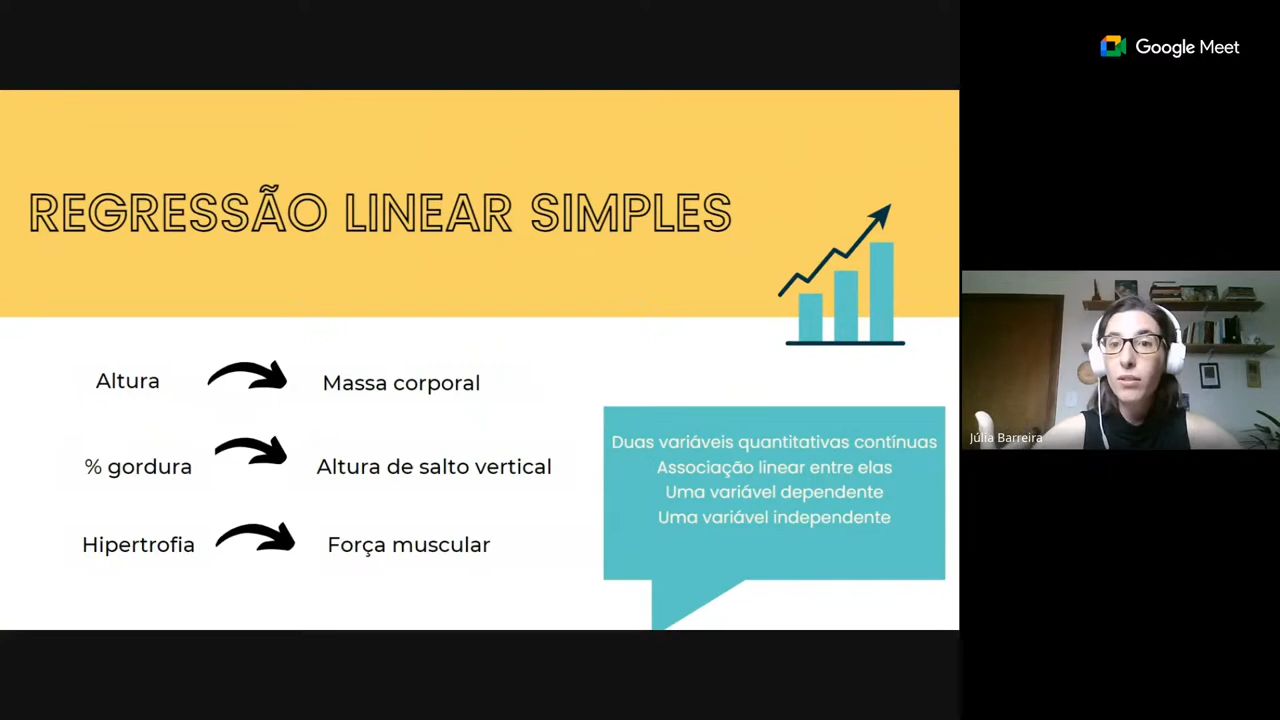 Google Meet
REGRESSÃO LINEAR SIMPLES
Altura
Massa corporal
% gordura
Altura de salto vertical
Hipertrofia
Força muscular
Duas variáveis quantitativas contínuas
Associação linear entre elas
Uma variável dependente
Uma variável independente
Júlia Barreira